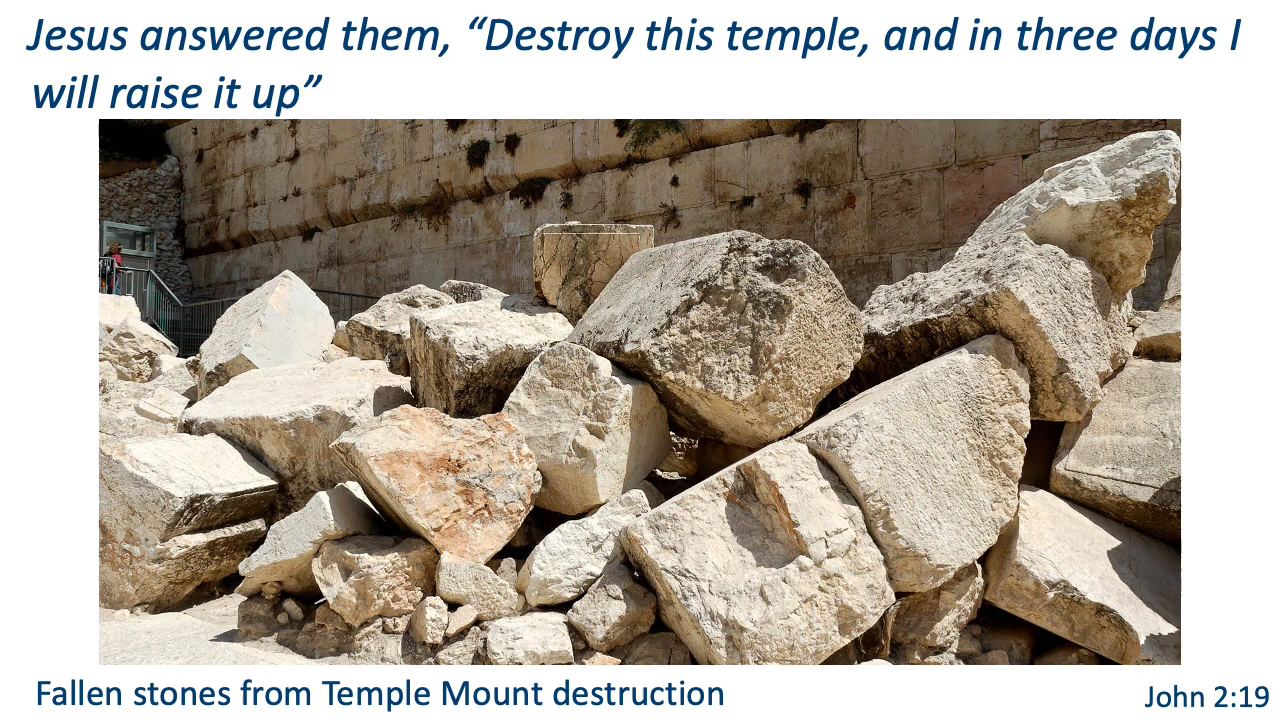 Jesus answered them, “Destroy this temple, and in three days I
will raise it up”
Fallen stones from Temple Mount destruction
John 2:19